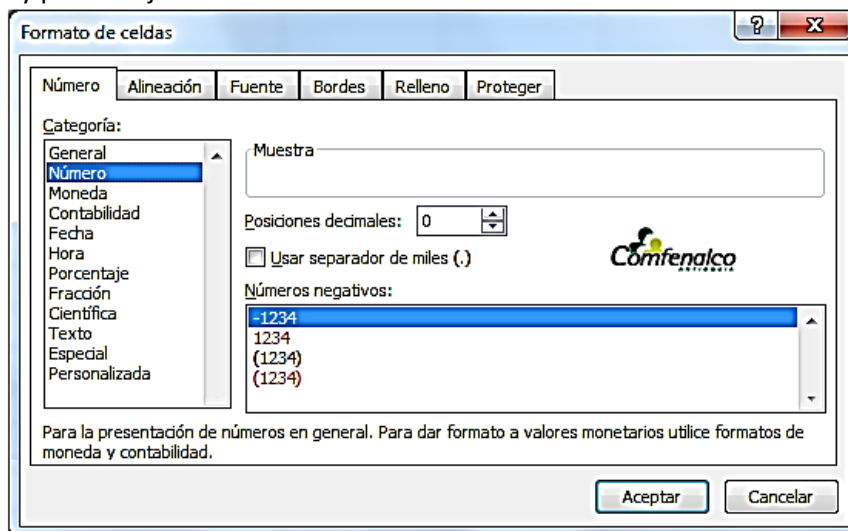 Formato de celdas
Número Alineación Fuente Bordes Relleno Proteger
Categoría:
General
Número
Moneda
Contabilidad
Fecha
Hora
Porcentaje
Fracción
Científica
Texto
Especial
Personalizada
Muestra
Posiciones decimales: 0
Usar separador de miles (.)
Comfenalco
ANTIOQUIA
Números negativos:
-1234
1234
(1234)
(1234)
Para la presentación de números en general. Para dar formato a valores monetarios utilice formatos de
moneda y contabilidad.
Aceptar Cancelar